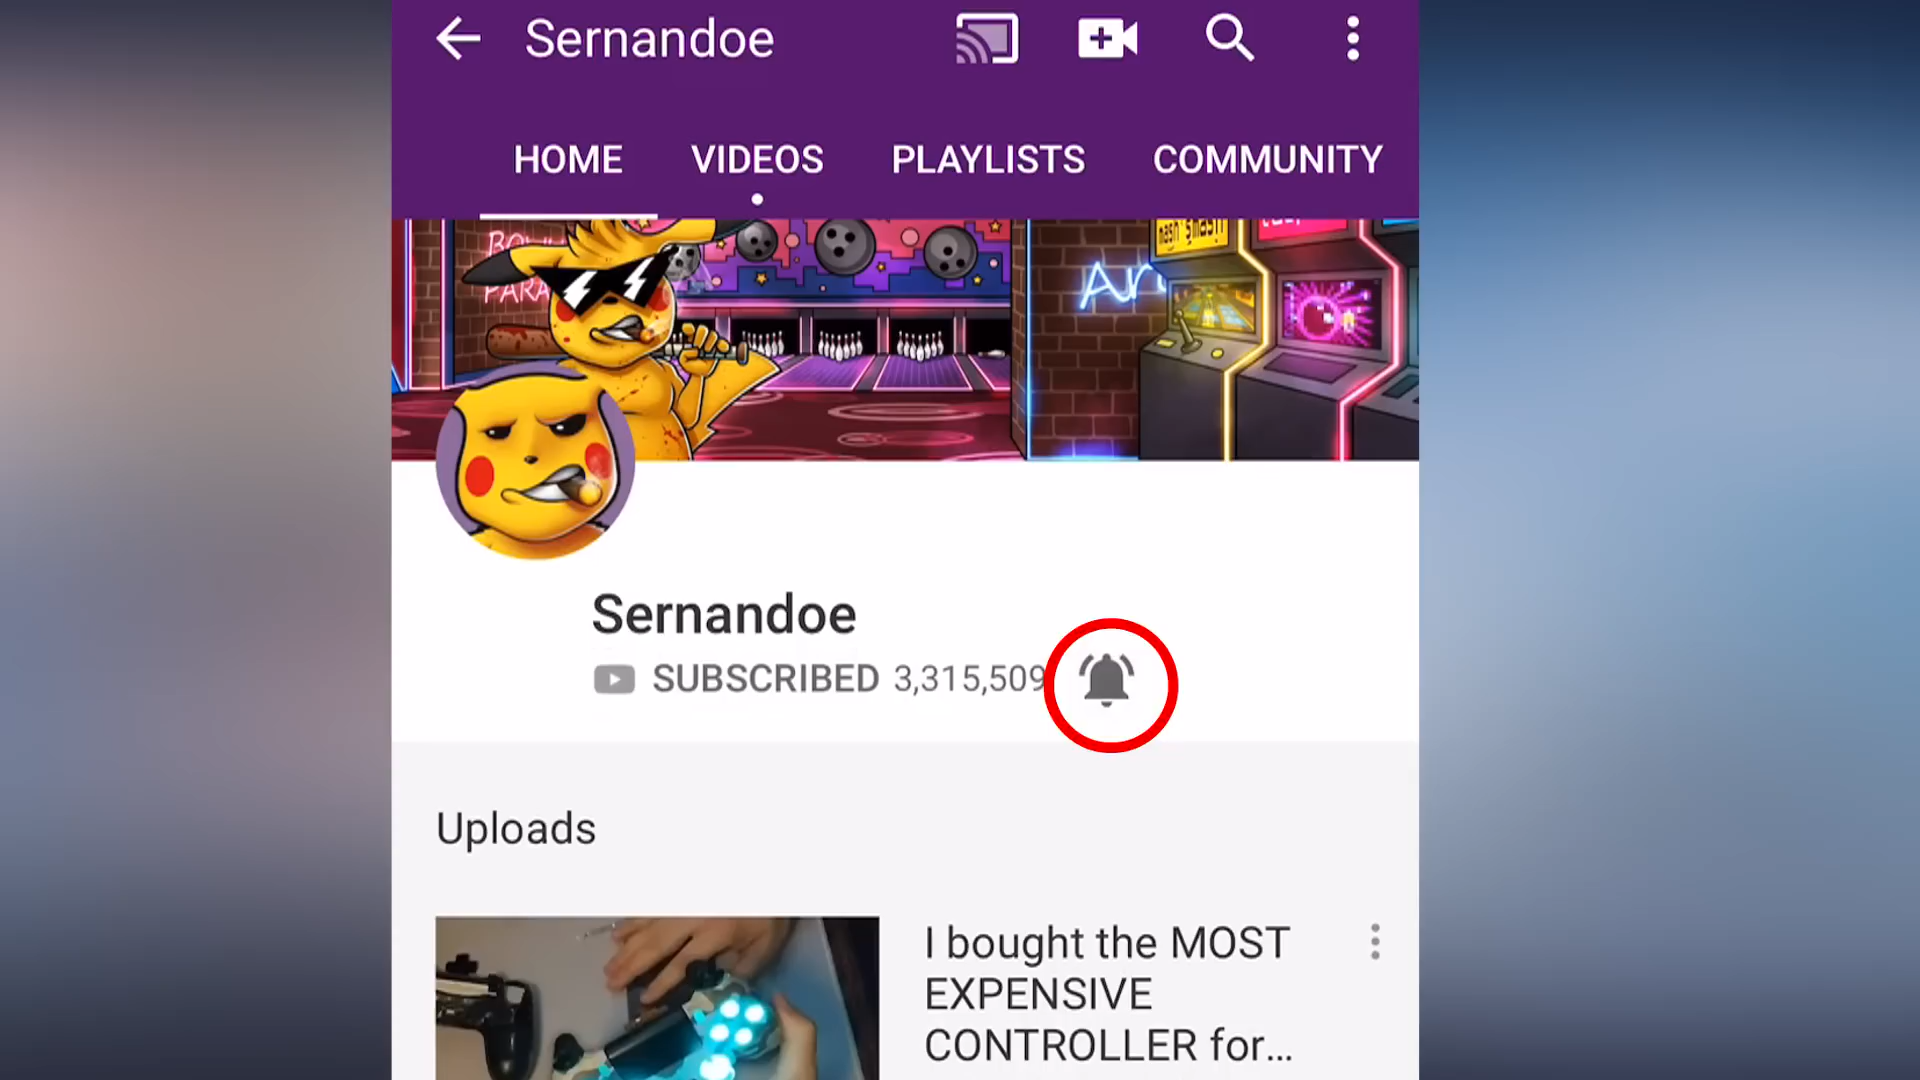 Sernandoe
HOME VIDEOS PLAYLISTS COMMUNITY
Sernandoe
SUBSCRIBED 3,315,509
Uploads
I bought the MOST
EXPENSIVE
CONTROLLER for...